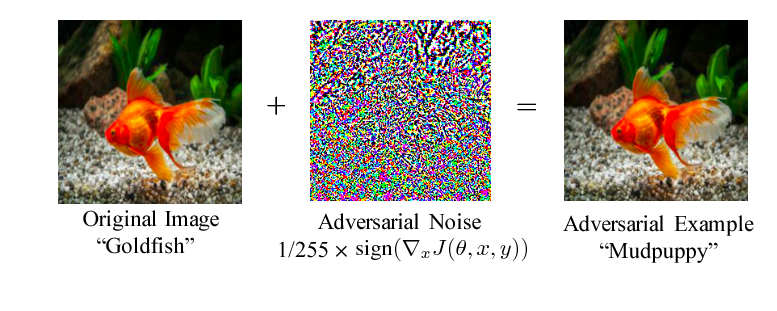 +
=
Original Image
“Goldfish”
Adversarial Noise
1/255 × sign(∇ₓJ(θ, x, y))
Adversarial Example
“Mudpuppy”